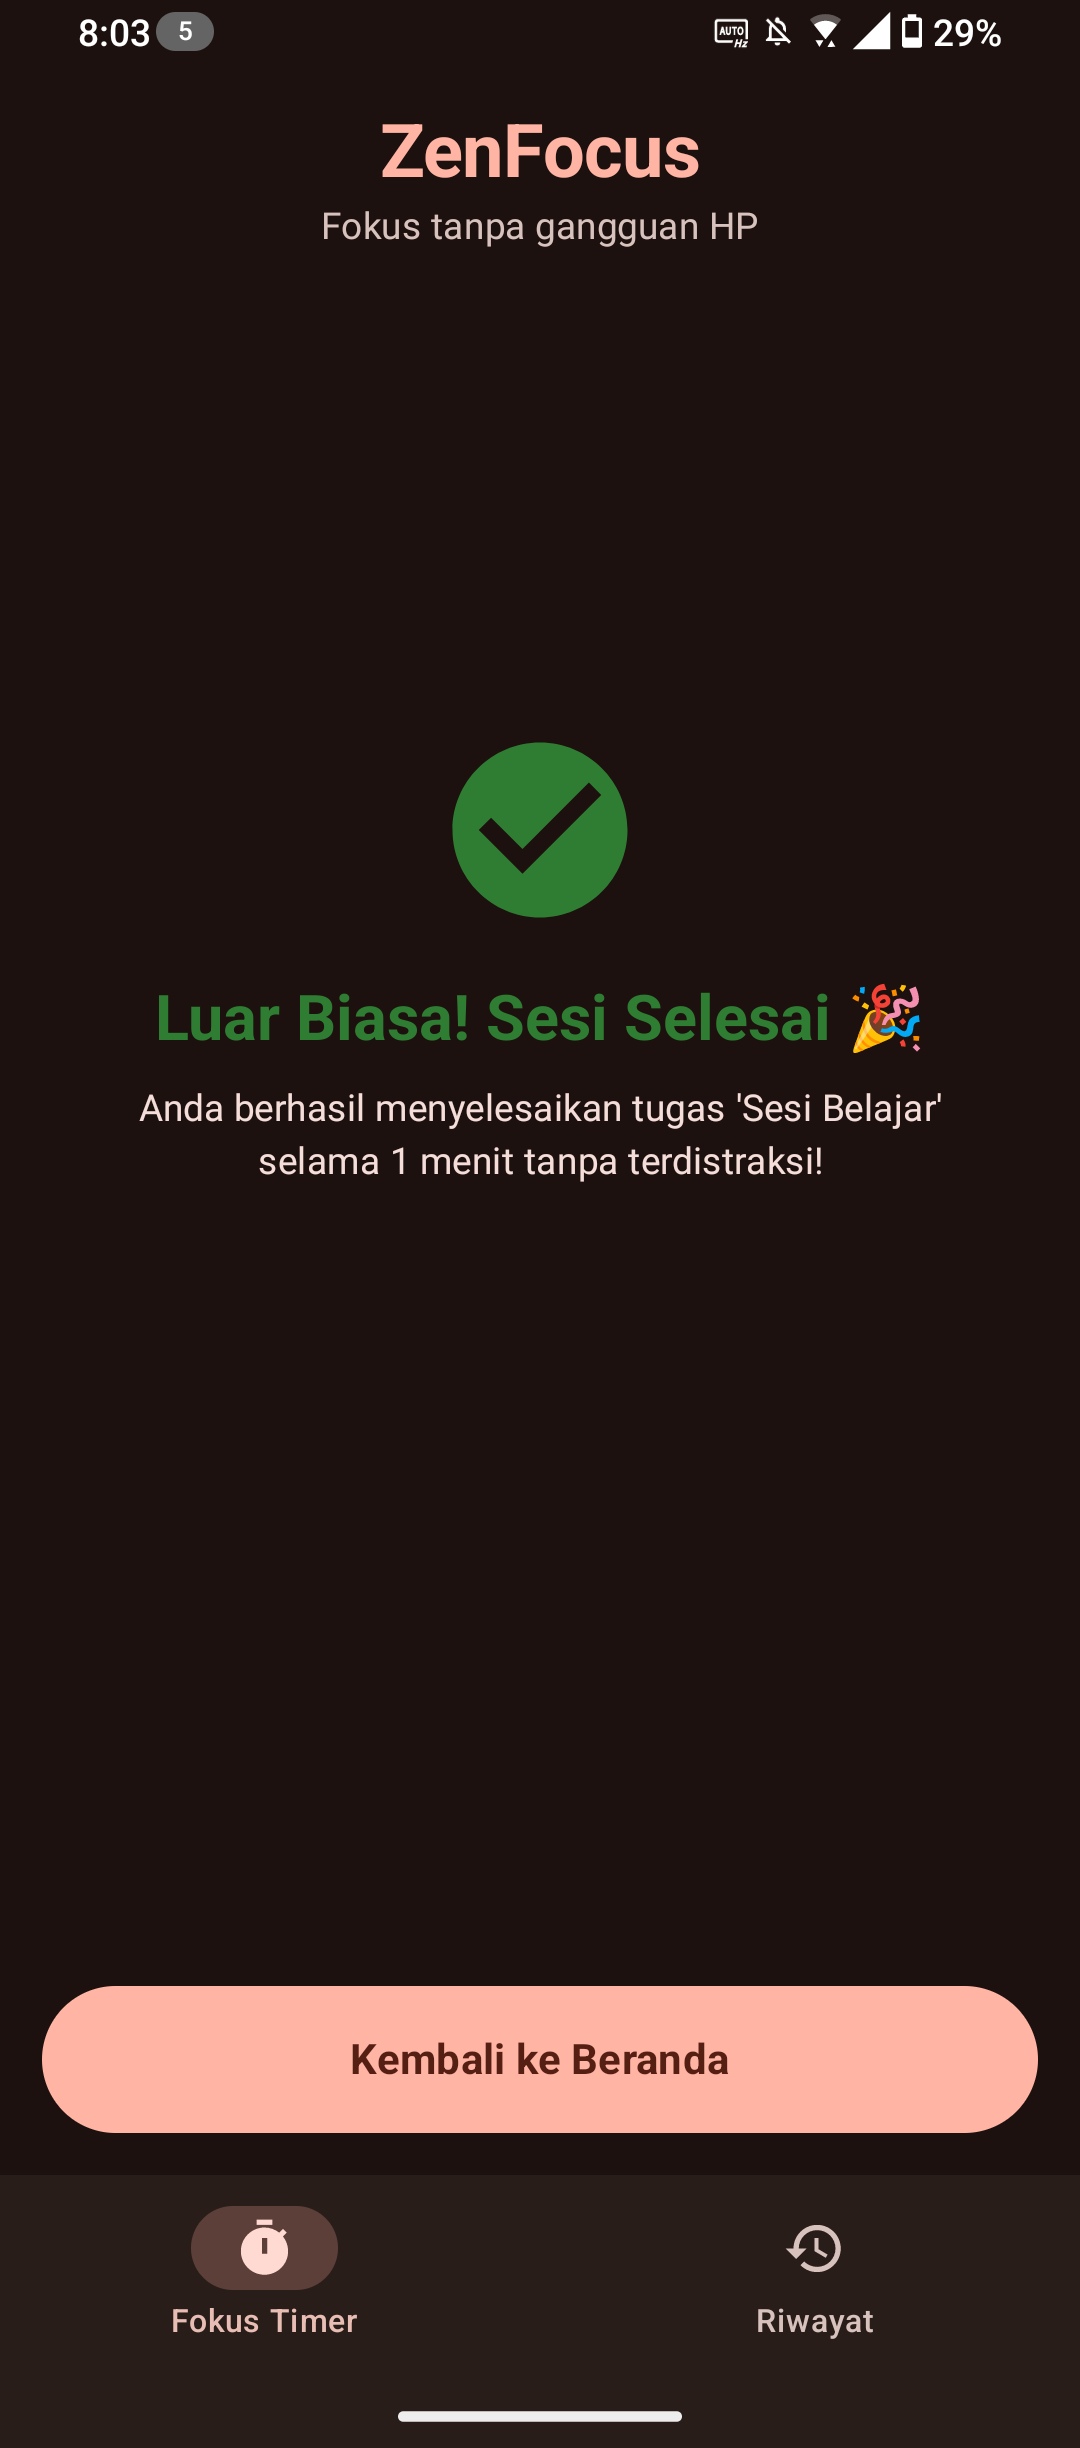 8:03 5 29%
ZenFocus
Fokus tanpa gangguan HP
Luar Biasa! Sesi Selesai 🎉
Anda berhasil menyelesaikan tugas 'Sesi Belajar'
selama 1 menit tanpa terdistraksi!
Kembali ke Beranda
Fokus Timer
Riwayat